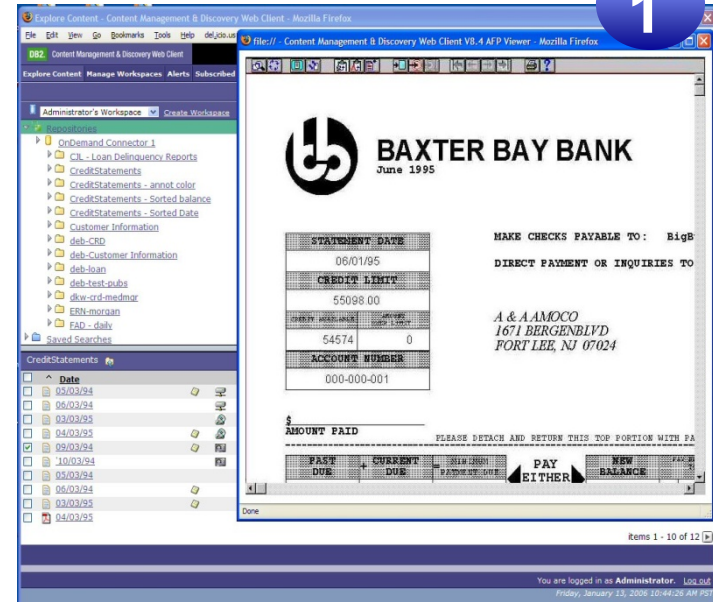 Explore Content - Content Management & Discovery Web Client - Mozilla Firefox
1
File Edit View Go Bookmarks Tools Help del.icio.us
DB2 Content Management & Discovery Web Client
Explore Content Manage Workspaces Alerts Subscribed
Administrator's Workspace Create Workspace
Repositories
OnDemand Connector 1
CJL - Loan Delinquency Reports
CreditStatements
CreditStatements - annot color
CreditStatements - Sorted balance
CreditStatements - Sorted Date
Customer Information
deb-CRD
deb-Customer Information
deb-loan
deb-test-pubs
dkw-crd-medmgr
ERN-morgan
FAD - daily
Saved Searches
CreditStatements
Date
05/03/94
06/03/94
03/03/95
04/03/95
09/03/94
'10/03/94
05/03/94
06/03/94
03/03/95
04/03/95
file:// - Content Management & Discovery Web Client V8.4 AFP Viewer - Mozilla Firefox
BAXTER BAY BANK
June 1995
STATEMENT DATE
06/01/95
CREDIT LIMIT
55098.00
CREDIT AVAILABLE
54574 0
ACCOUNT NUMBER
000-000-001
MAKE CHECKS PAYABLE TO: BigB
DIRECT PAYMENT OR INQUIRIES TO
A & A AMOCO
1671 BERGENBLVD
FORT LEE, NJ 07024
$
AMOUNT PAID
PLEASE DETACH AND RETURN THIS TOP PORTION WITH PA
PAST DUE + CURRENT DUE = MINIMUM PAYMENT DUE PAY EITHER NEW BALANCE
Done
items 1 - 10 of 12
You are logged in as Administrator. Log out
Friday, January 13, 2006 10:44:26 AM PST